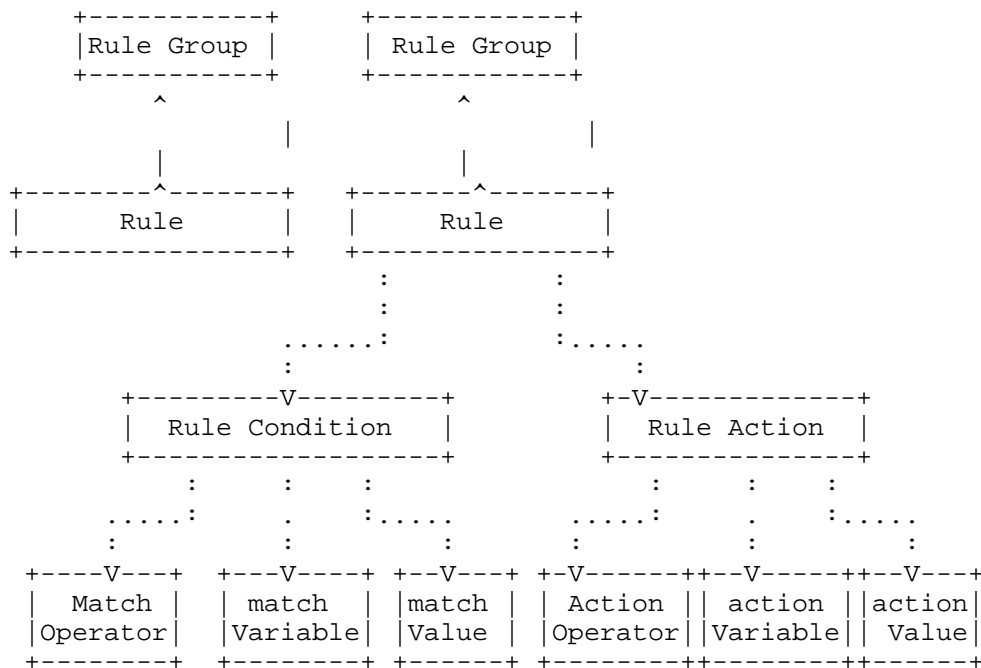 Rule Group Rule Group
Rule Rule
Rule Condition Rule Action
Match match match Action action action
Operator Variable Value Operator Variable Value